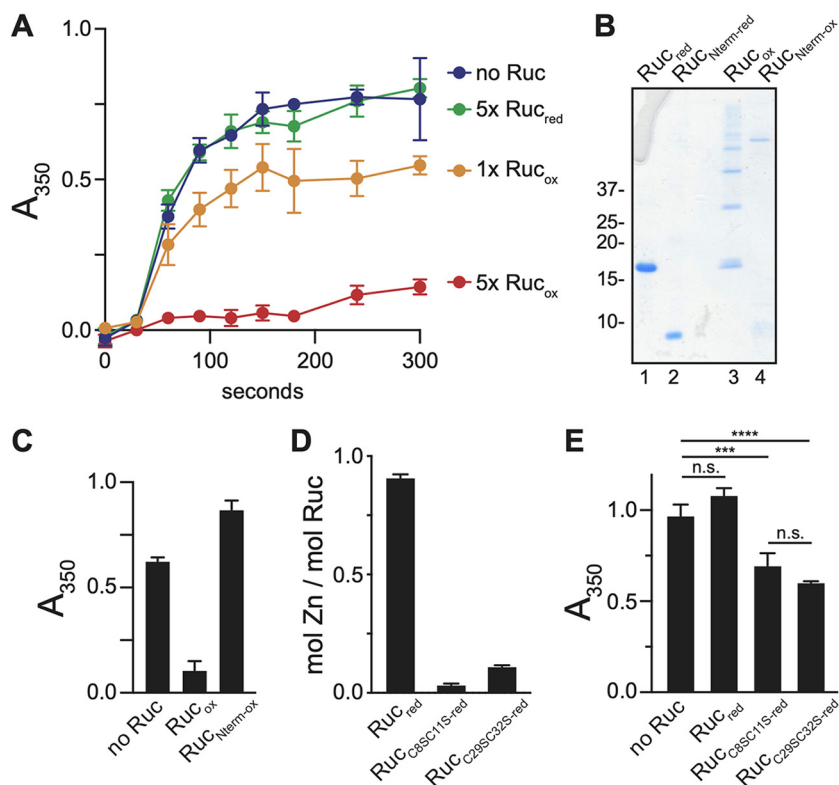 A
1.0
0.5
0.0
A350
0
100
200
300
seconds
no Ruc
5x Rucred
1x Rucox
5x Rucox
B
Rucred
RucNterm-red
Rucox
RucNterm-ox
37-
25-
20-
15-
10-
1 2 3 4
C
1.0
0.5
0.0
A350
no Ruc
Rucox
RucNterm-ox
D
1.0
0.5
0.0
mol Zn / mol Ruc
Rucred
RucC8SC11S-red
RucC29SC32S-red
E
****
***
n.s.
n.s.
1.0
0.5
0.0
A350
no Ruc
Rucred
RucC8SC11S-red
RucC29SC32S-red